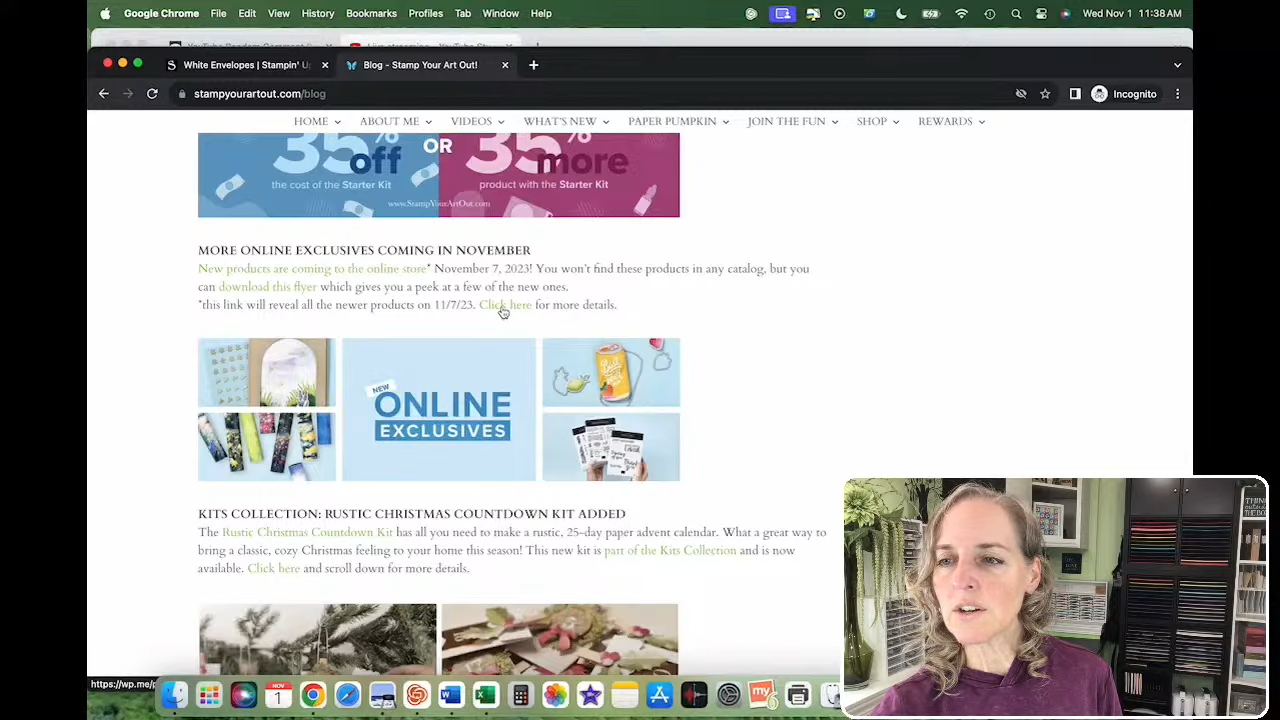 Google Chrome File Edit View History Bookmarks Profiles Tab Window Help Wed Nov 1 11:38 AM
White Envelopes | Stampin' U Blog - Stamp Your Art Out!
stampyourartout.com/blog Incognito
HOME ABOUT ME VIDEOS WHAT'S NEW PAPER PUMPKIN JOIN THE FUN SHOP REWARDS
35% off OR 35% more
the cost of the Starter Kit product with the Starter Kit
www.StampYourArtOut.com
MORE ONLINE EXCLUSIVES COMING IN NOVEMBER
New products are coming to the online store* November 7, 2023! You won't find these products in any catalog, but you
can download this flyer which gives you a peek at a few of the new ones.
*this link will reveal all the newer products on 11/7/23. Click here for more details.
NEW
ONLINE
EXCLUSIVES
KITS COLLECTION: RUSTIC CHRISTMAS COUNTDOWN KIT ADDED
The Rustic Christmas Countdown Kit has all you need to make a rustic, 25-day paper advent calendar. What a great way to
bring a classic, cozy Christmas feeling to your home this season! This new kit is part of the Kits Collection and is now
available. Click here and scroll down for more details.
https://wp.me/p
NOV
1
my
6